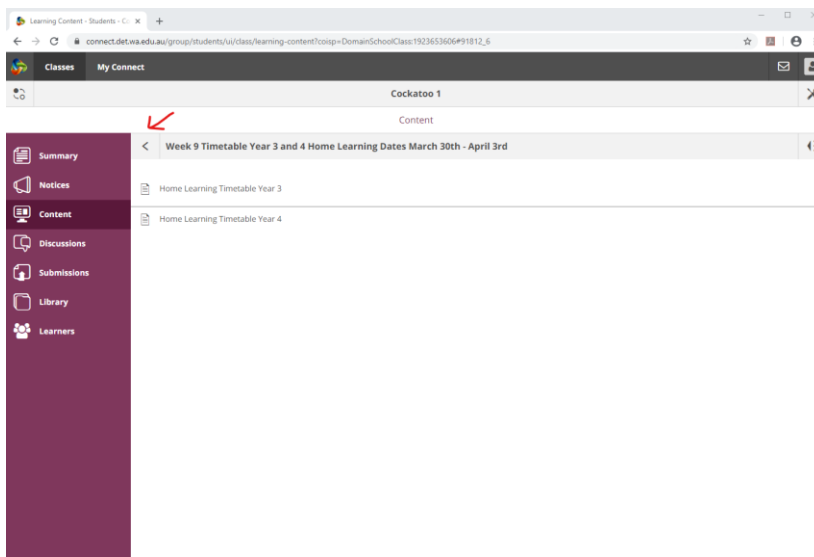 Learning Content - Students - Co
connect.det.wa.edu.au/group/students/ui/class/learning-content?coisp=DomainSchoolClass:1923653606#91812_6
Classes My Connect
Cockatoo 1
Content
Week 9 Timetable Year 3 and 4 Home Learning Dates March 30th - April 3rd
Summary
Notices
Content
Discussions
Submissions
Library
Learners
Home Learning Timetable Year 3
Home Learning Timetable Year 4